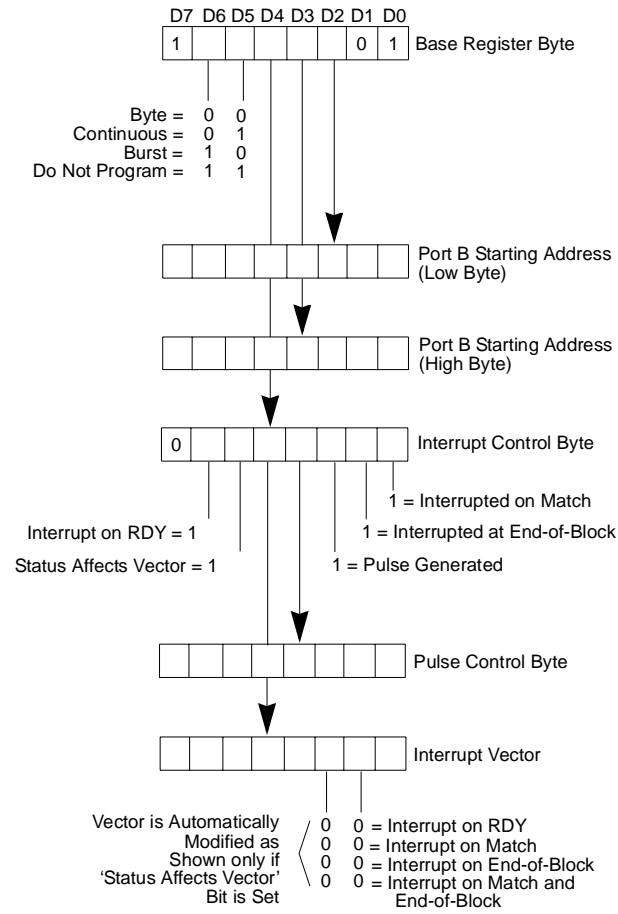 D7 D6 D5 D4 D3 D2 D1 D0
1 0 1 Base Register Byte
Byte = 0 0
Continuous = 0 1
Burst = 1 0
Do Not Program = 1 1
Port B Starting Address
(Low Byte)
Port B Starting Address
(High Byte)
0 Interrupt Control Byte
1 = Interrupted on Match
Interrupt on RDY = 1
1 = Interrupted at End-of-Block
Status Affects Vector = 1
1 = Pulse Generated
Pulse Control Byte
Interrupt Vector
Vector is Automatically
Modified as
Shown only if
‘Status Affects Vector’
Bit is Set
0 0 = Interrupt on RDY
0 0 = Interrupt on Match
0 0 = Interrupt on End-of-Block
0 0 = Interrupt on Match and
End-of-Block